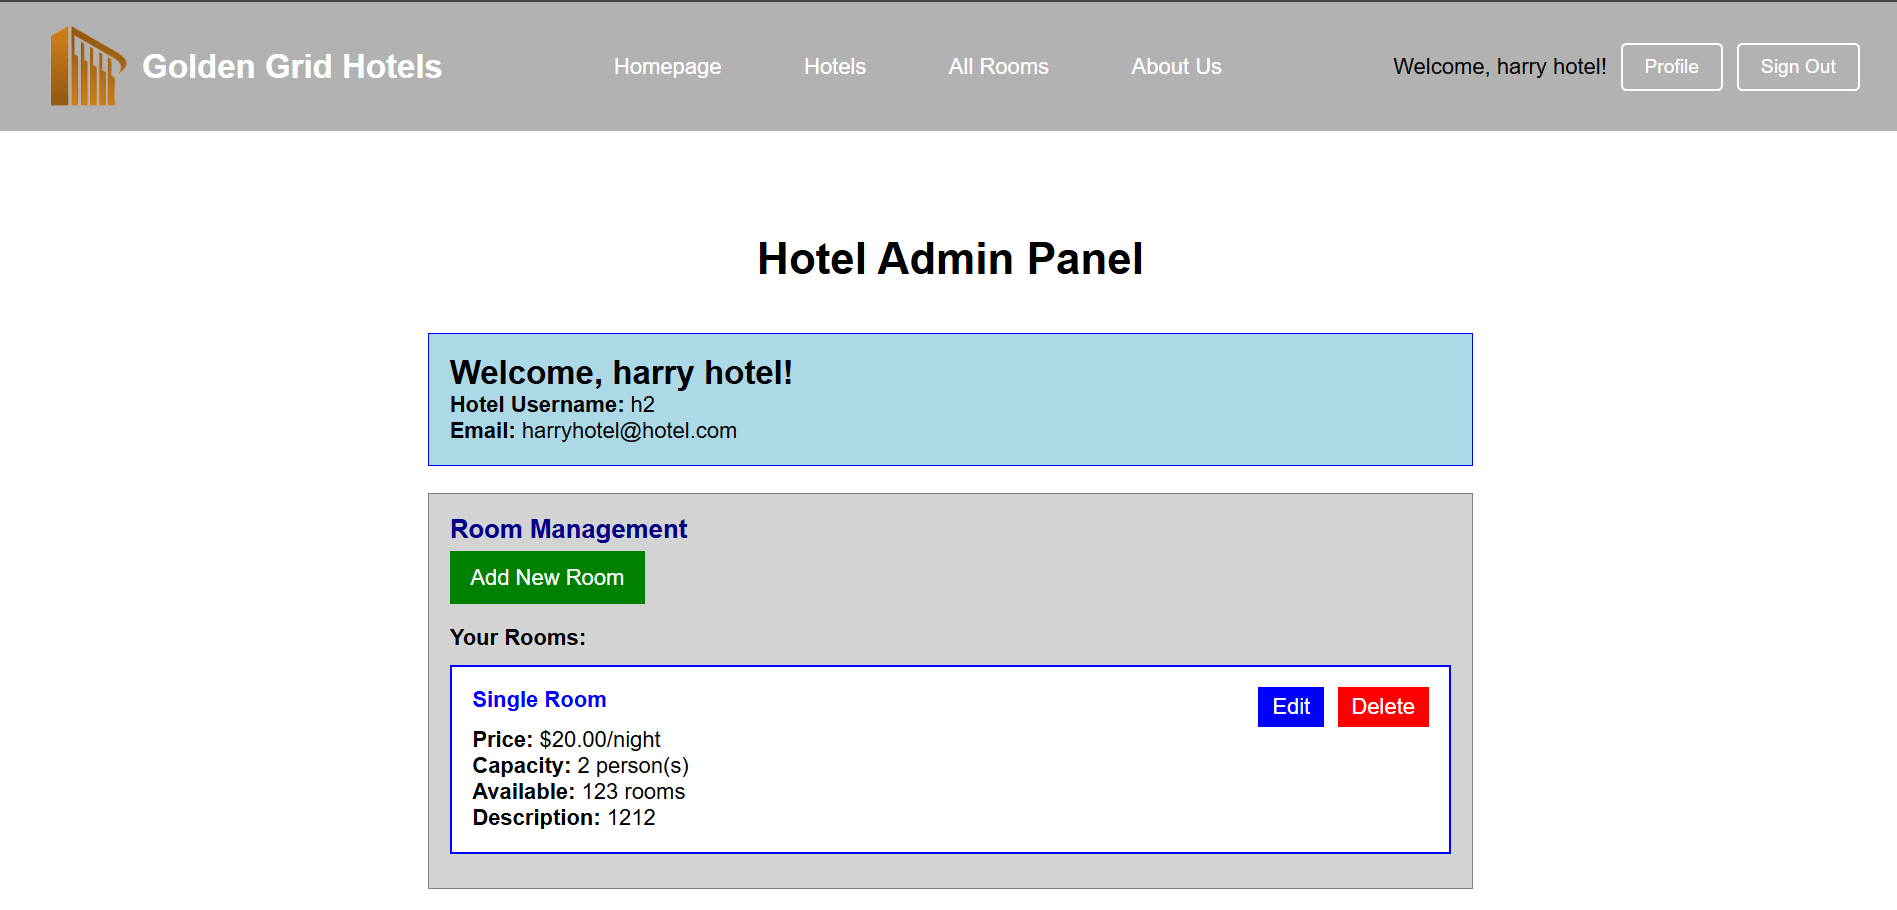 Golden Grid Hotels
Homepage
Hotels
All Rooms
About Us
Welcome, harry hotel!
Profile
Sign Out
Hotel Admin Panel
Welcome, harry hotel!
Hotel Username: h2
Email: harryhotel@hotel.com
Room Management
Add New Room
Your Rooms:
Single Room
Edit
Delete
Price: $20.00/night
Capacity: 2 person(s)
Available: 123 rooms
Description: 1212